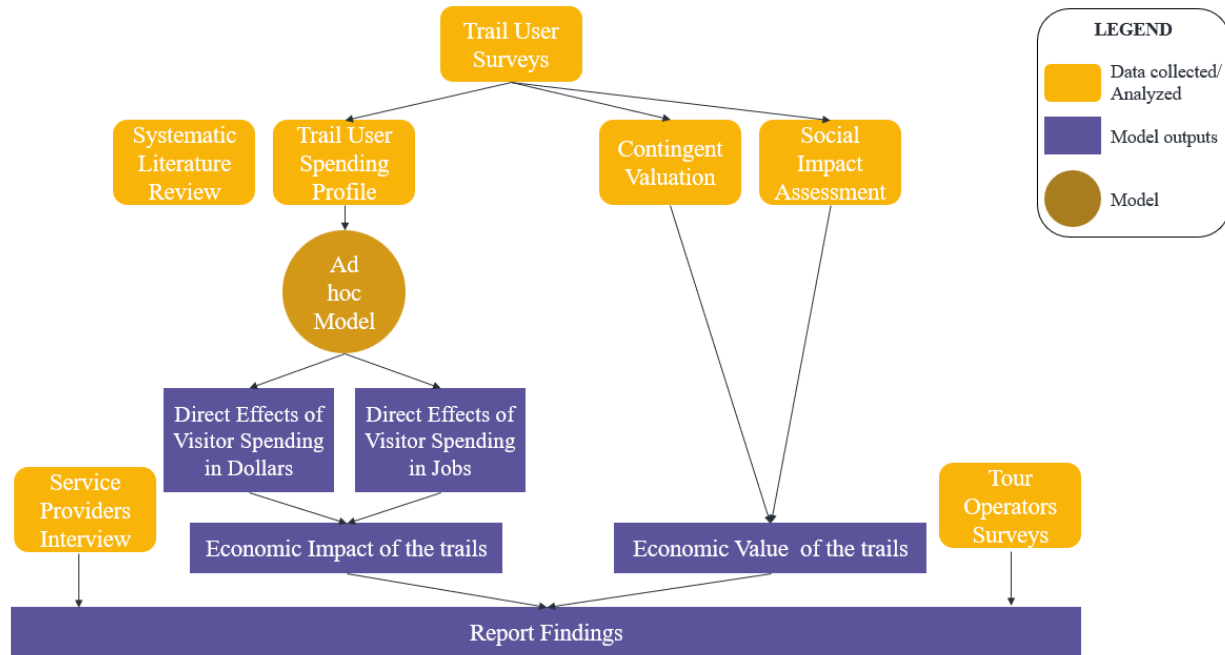 Trail User
Surveys
LEGEND
Data collected/
Analyzed
Model outputs
Model
Systematic
Literature
Review
Trail User
Spending
Profile
Contingent
Valuation
Social
Impact
Assessment
Ad
hoc
Model
Direct Effects of
Visitor Spending
in Dollars
Direct Effects of
Visitor Spending
in Jobs
Service
Providers
Interview
Economic Impact of the trails
Economic Value of the trails
Tour
Operators
Surveys
Report Findings